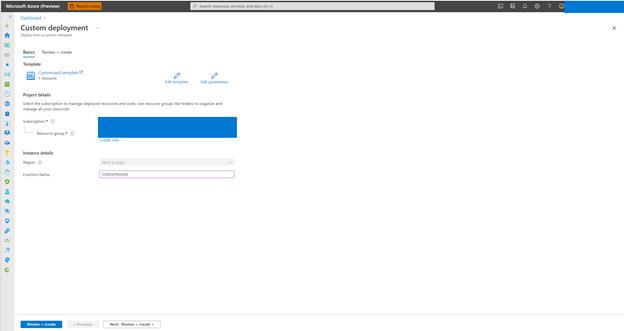 Microsoft Azure (Preview)
Report a bug
Search resources, services, and docs (G+/)
Dashboard >
Custom deployment
Deploy from a custom template
Basics
Review + create
Template
Customized template
1 resource
Edit template
Edit parameters
Project details
Select the subscription to manage deployed resources and costs. Use resource groups like folders to organize and
manage all your resources.
Subscription *
Resource group *
Create new
Instance details
Region
West Europe
Function Name
Review + create
< Previous
Next : Review + create >